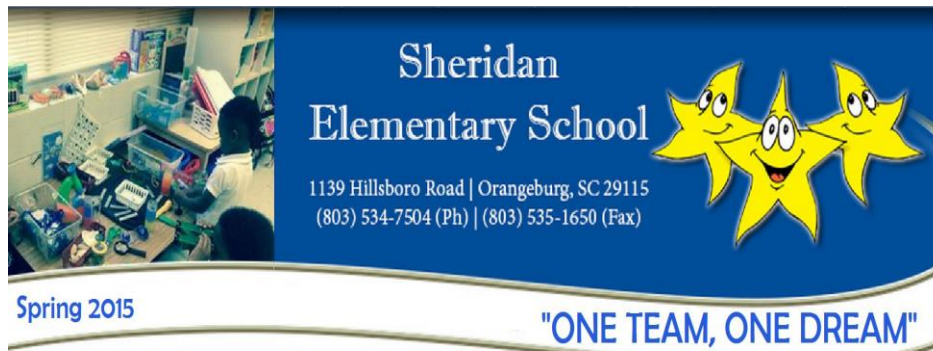 Sheridan
Elementary School
1139 Hillsboro Road | Orangeburg, SC 29115
(803) 534-7504 (Ph) | (803) 535-1650 (Fax)
Spring 2015
"ONE TEAM, ONE DREAM"